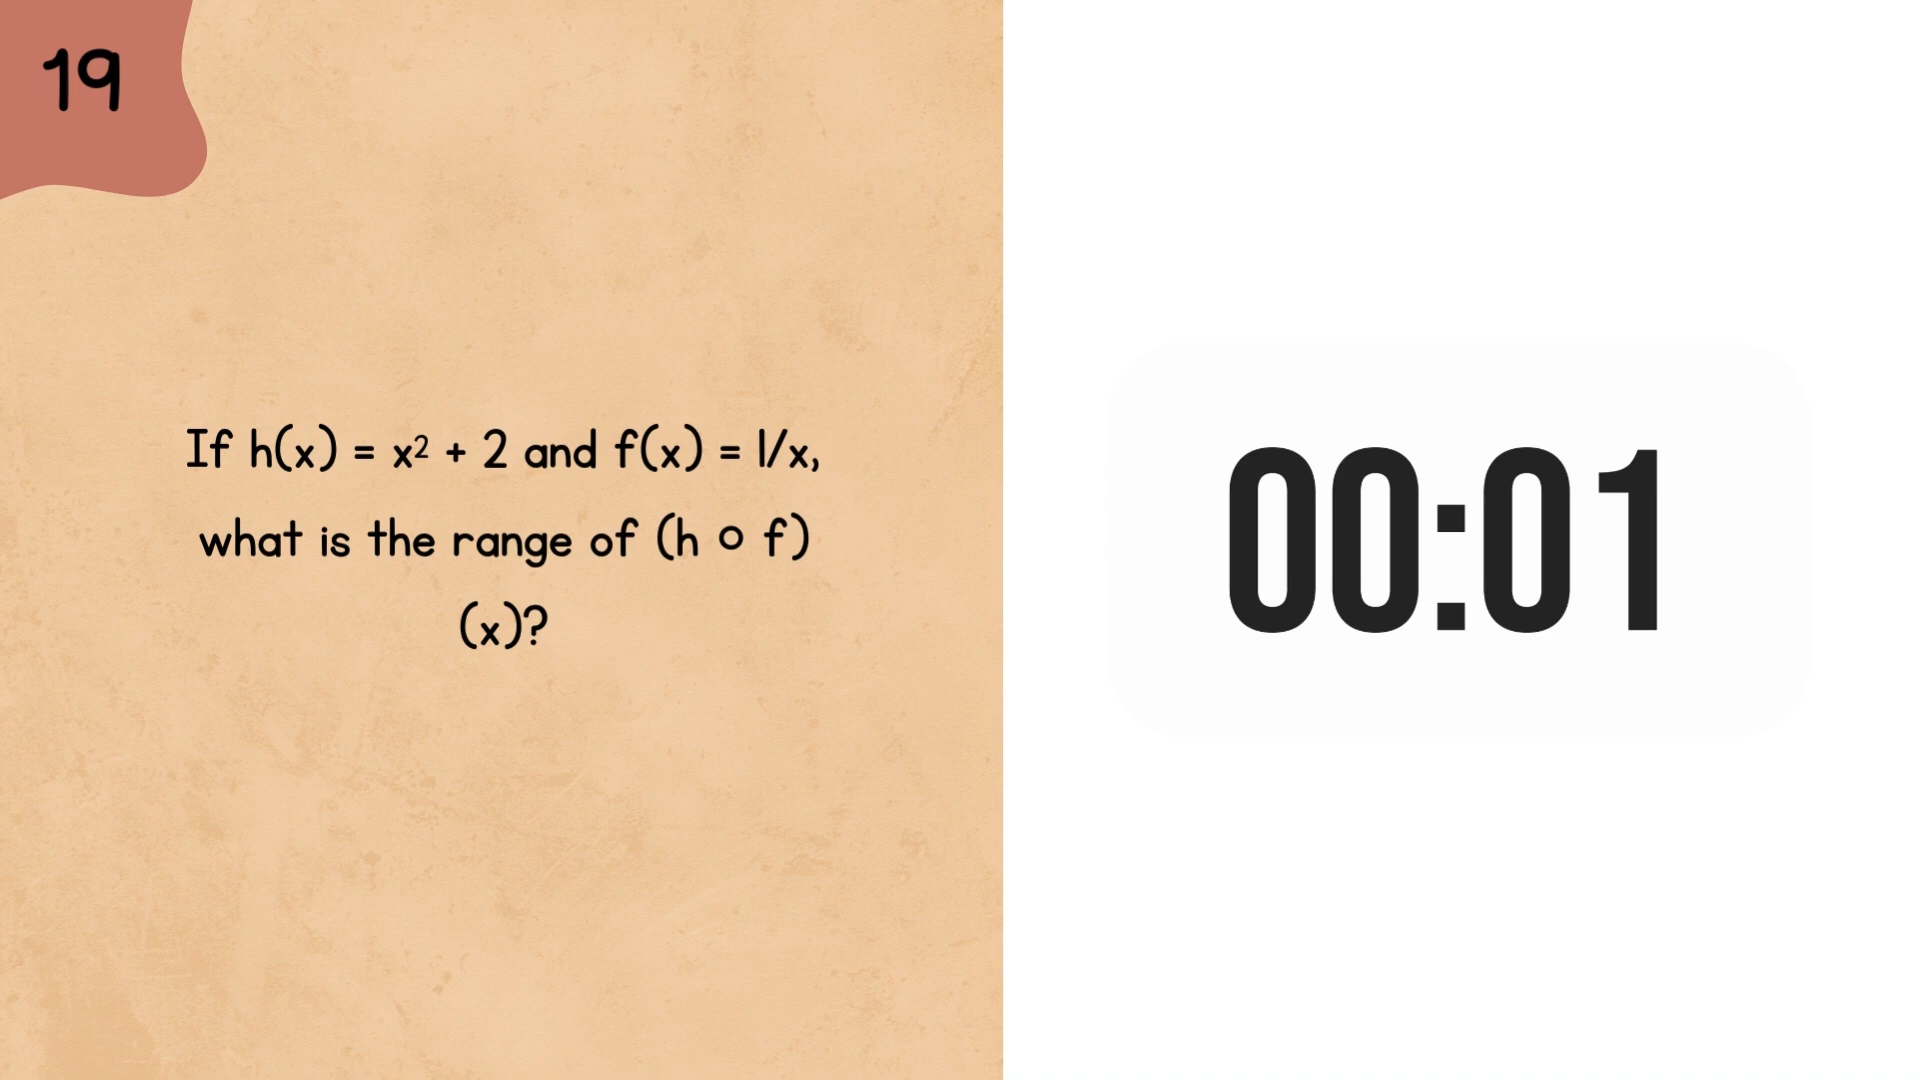 19
If h(x) = x² + 2 and f(x) = 1/x,
what is the range of (h o f)
(x)?
00:01